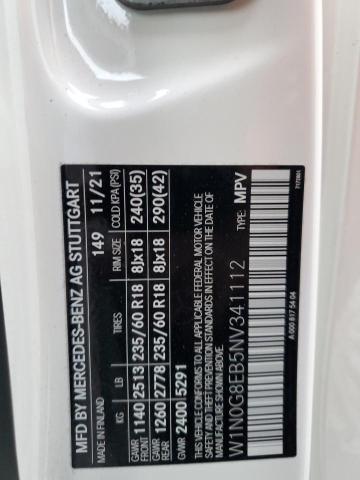 MFD BY MERCEDES-BENZ AG STUTTGART
MADE IN FINLAND 149 11/21
KG LB TIRES RIM SIZE COLD KPA(PSI)
GAWR FRONT 1140 2513 235/60 R18 8Jx18 240(35)
GAWR REAR 1260 2778 235/60 R18 8Jx18 290(42)
GVWR 2400 5291
THIS VEHICLE CONFORMS TO ALL APPLICABLE FEDERAL MOTOR VEHICLE
SAFETY AND THEFT PREVENTION STANDARDS IN EFFECT ON THE DATE OF
MANUFACTURE SHOWN ABOVE.
W1N0G8EB5NV341112 TYPE: MPV
A 000 817 54 04